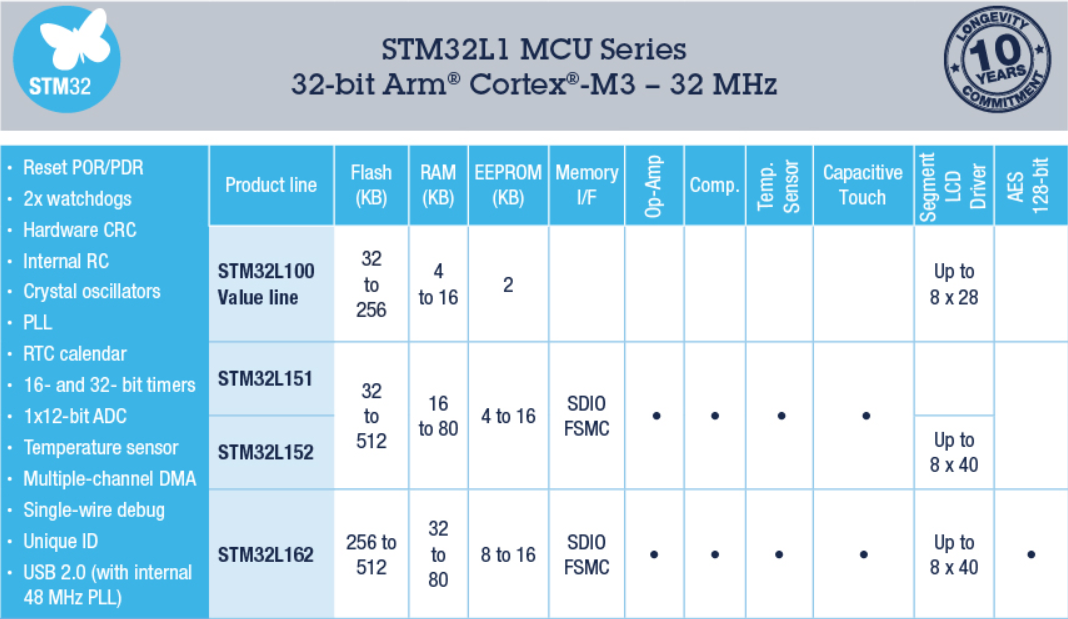 STM32
STM32L1 MCU Series
32-bit Arm® Cortex®-M3 – 32 MHz
LONGEVITY
10
YEARS
COMMITMENT
• Reset POR/PDR
• 2x watchdogs
• Hardware CRC
• Internal RC
• Crystal oscillators
• PLL
• RTC calendar
• 16- and 32- bit timers
• 1x12-bit ADC
• Temperature sensor
• Multiple-channel DMA
• Single-wire debug
• Unique ID
• USB 2.0 (with internal
48 MHz PLL)
Product line
Flash
(KB)
RAM
(KB)
EEPROM
(KB)
Memory
I/F
Op-Amp
Comp.
Temp.
Sensor
Capacitive
Touch
Segment
LCD
Driver
AES
128-bit
STM32L100
Value line
32
to
256
4
to 16
2
Up to
8 x 28
STM32L151
32
to
512
16
to 80
4 to 16
SDIO
FSMC
• • • •
STM32L152
Up to
8 x 40
STM32L162
256 to
512
32
to
80
8 to 16
SDIO
FSMC
• • • •
Up to
8 x 40
•